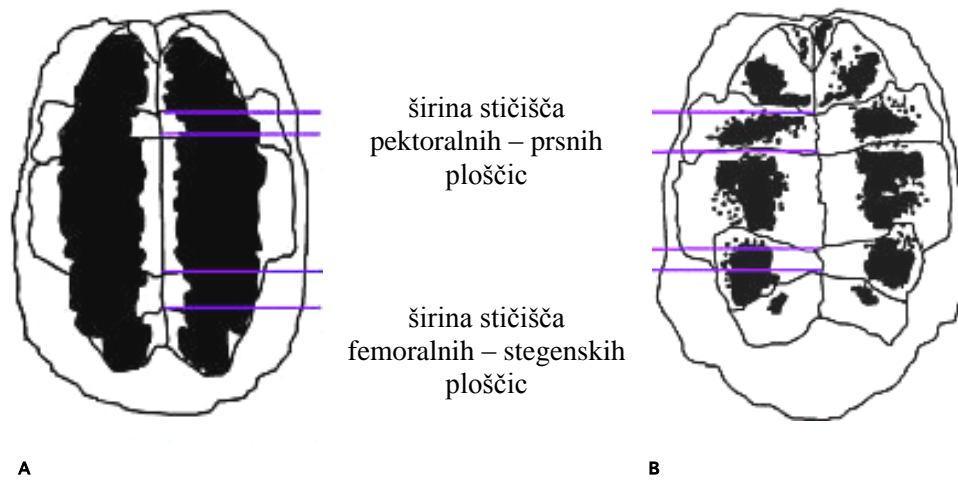 širina stičišča
pektoralnih – prsnih
ploščic
širina stičišča
femoralnih – stegenskih
ploščic
A
B